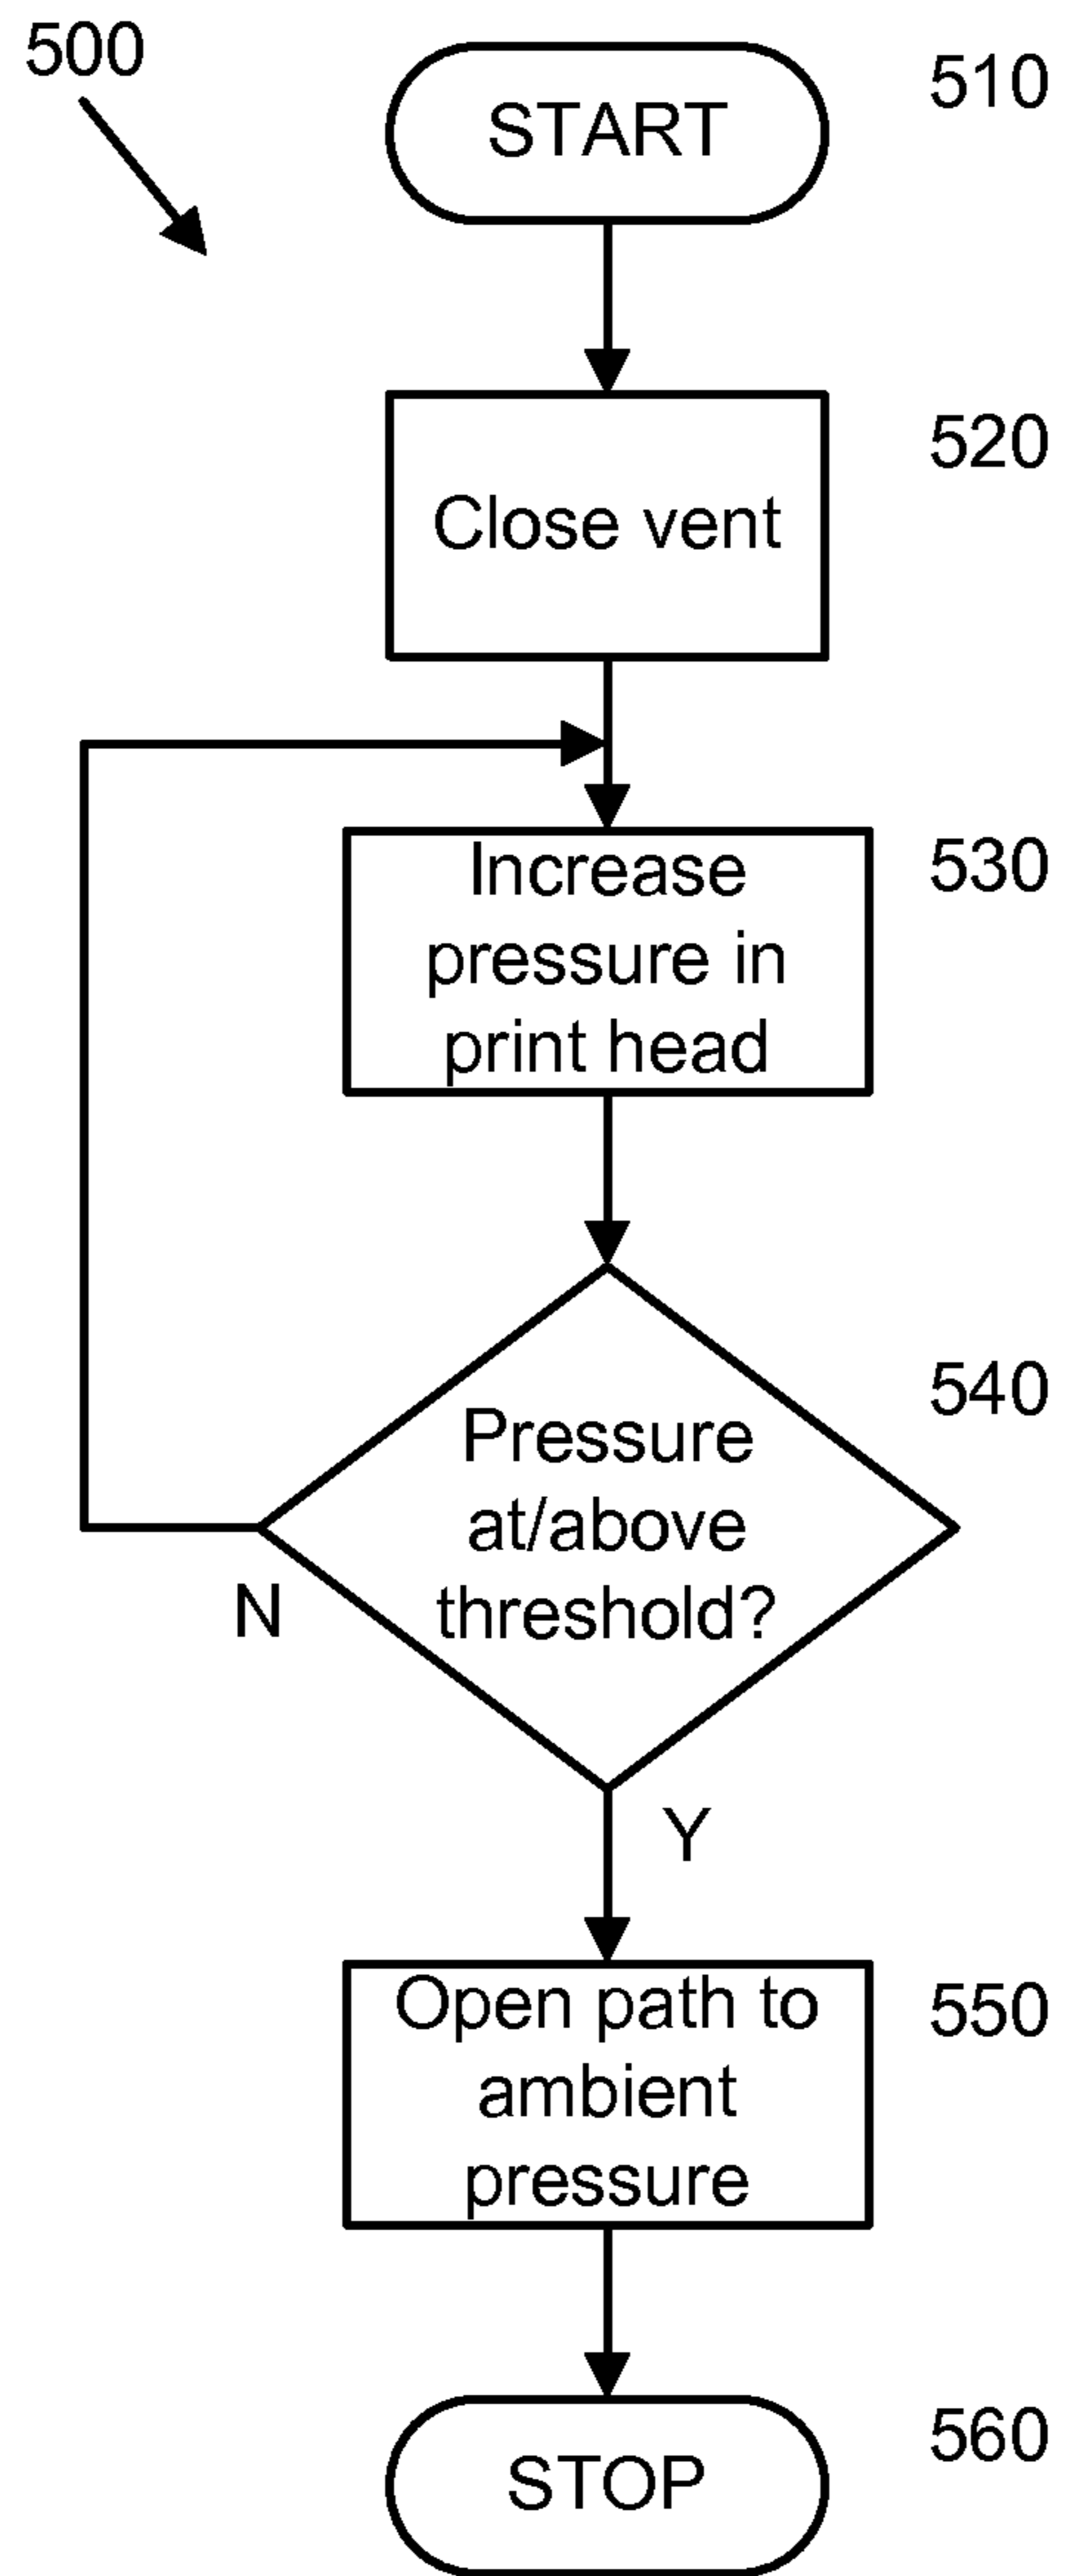 500
START
510
Close vent
520
Increase
pressure in
print head
530
Pressure
at/above
threshold?
540
N
Y
Open path to
ambient
pressure
550
STOP
560